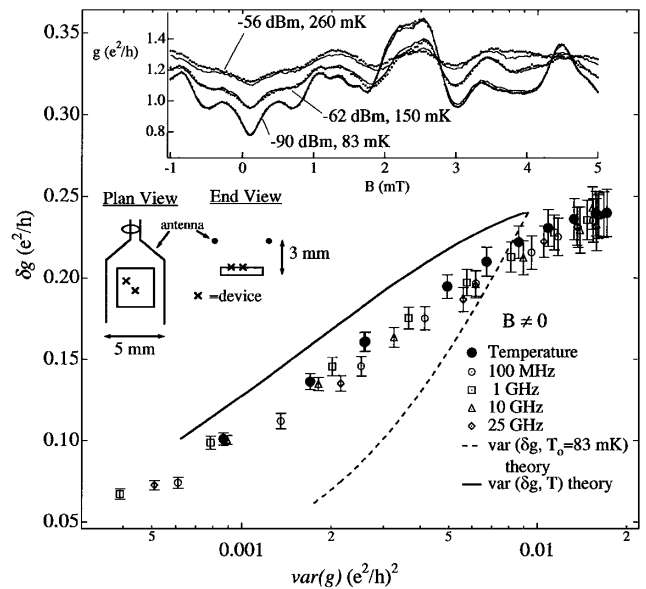 0.35
0.30
0.25
0.20
0.15
0.10
0.05
δg (e²/h)
g (e²/h)
1.4
1.2
1.0
0.8
-56 dBm, 260 mK
-62 dBm, 150 mK
-90 dBm, 83 mK
-1 0 1 2 3 4 5
B (mT)
Plan View End View
antenna
3 mm
×=device
5 mm
B ≠ 0
Temperature
100 MHz
1 GHz
10 GHz
25 GHz
var (δg, Tₒ=83 mK)
theory
var (δg, T) theory
5 0.001 2 5 0.01 2
var(g) (e²/h)²